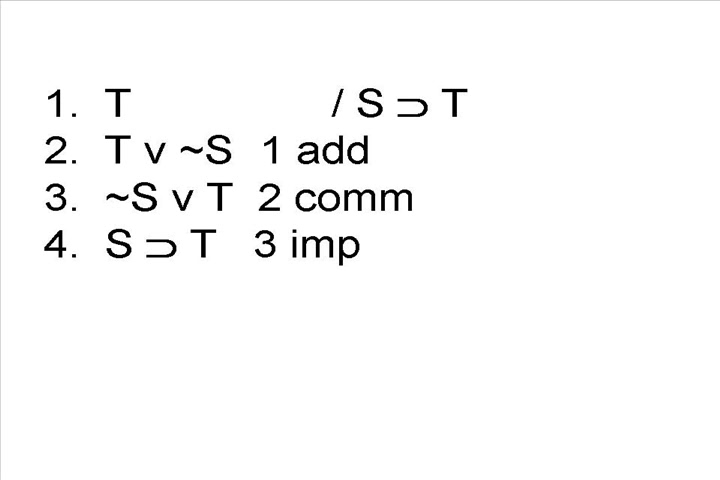 1. T / S ⊃ T
2. T v ~S 1 add
3. ~S v T 2 comm
4. S ⊃ T 3 imp